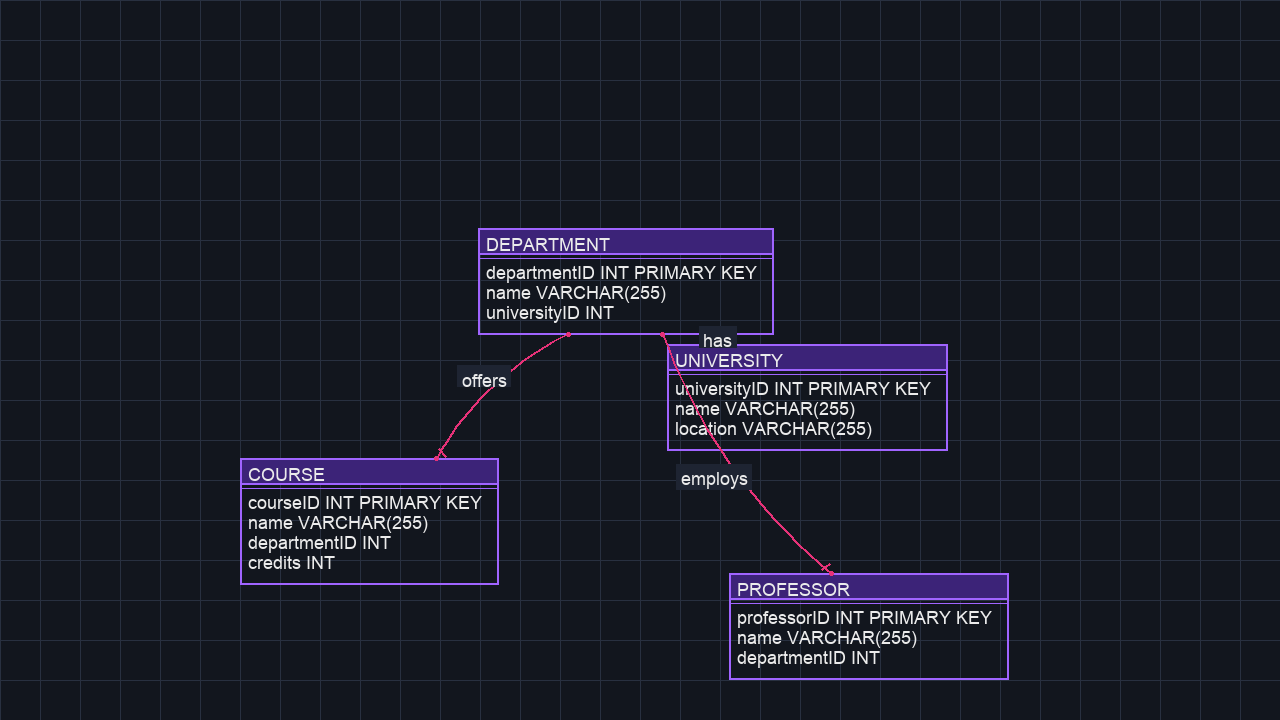 DEPARTMENT
departmentID INT PRIMARY KEY
name VARCHAR(255)
universityID INT
has
UNIVERSITY
universityID INT PRIMARY KEY
name VARCHAR(255)
location VARCHAR(255)
offers
employs
COURSE
courseID INT PRIMARY KEY
name VARCHAR(255)
departmentID INT
credits INT
PROFESSOR
professorID INT PRIMARY KEY
name VARCHAR(255)
departmentID INT